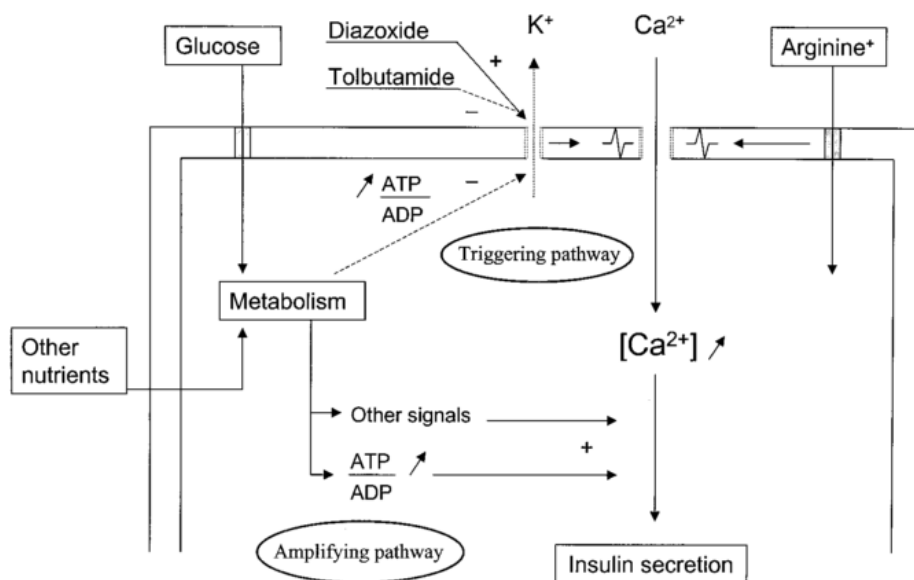 Glucose
Diazoxide
+
Tolbutamide
−
K+
Ca2+
Arginine+
ATP
ADP
−
Triggering pathway
Metabolism
Other
nutrients
[Ca2+]
Other signals
+
ATP
ADP
Amplifying pathway
Insulin secretion